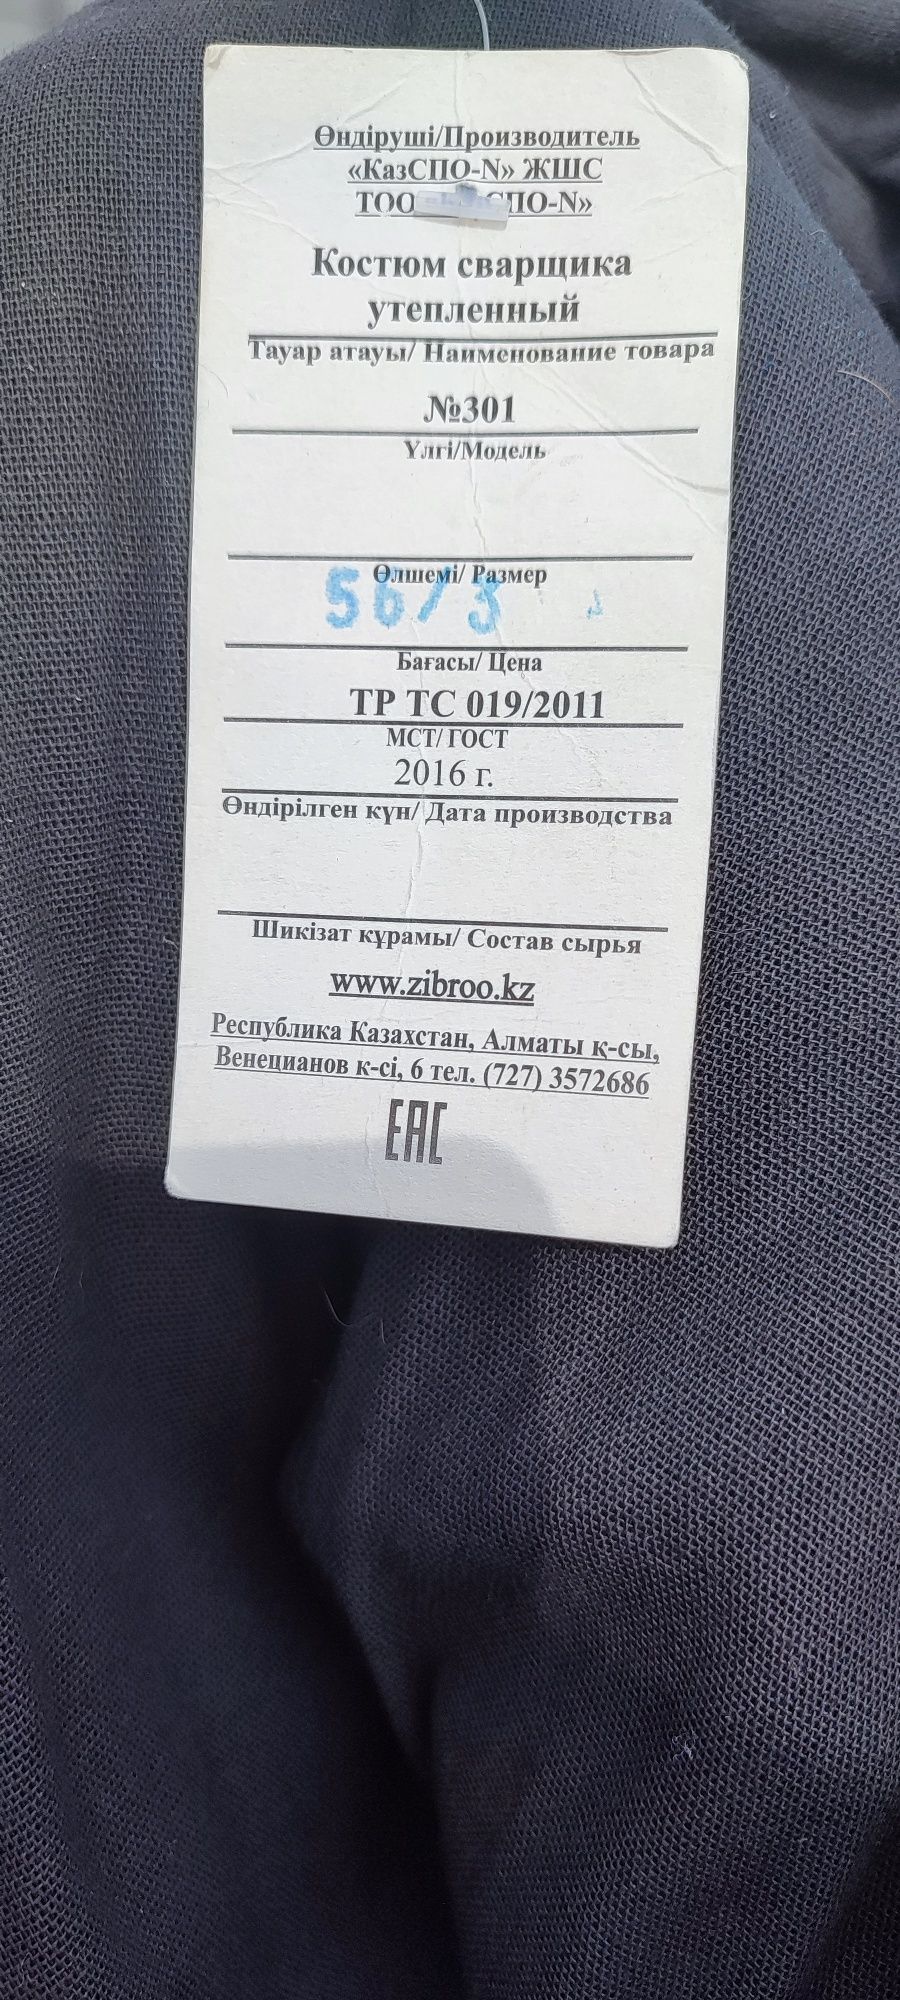 Өндіруші/Производитель
«КазСПО-N» ЖШС
ТОО СПО-N»
Костюм сварщика
утепленный
Тауар атауы/ Наименование товара
№301
Үлгі/Модель
Өлшемі/ Размер
56/3
Бағасы/ Цена
ТР ТС 019/2011
МСТ/ ГОСТ
2016 г.
Өндірілген күн/ Дата производства
Шикізат құрамы/ Состав сырья
www.zibroo.kz
Республика Казахстан, Алматы қ-сы,
Венецианов к-сі, 6 тел. (727) 3572686
EAC